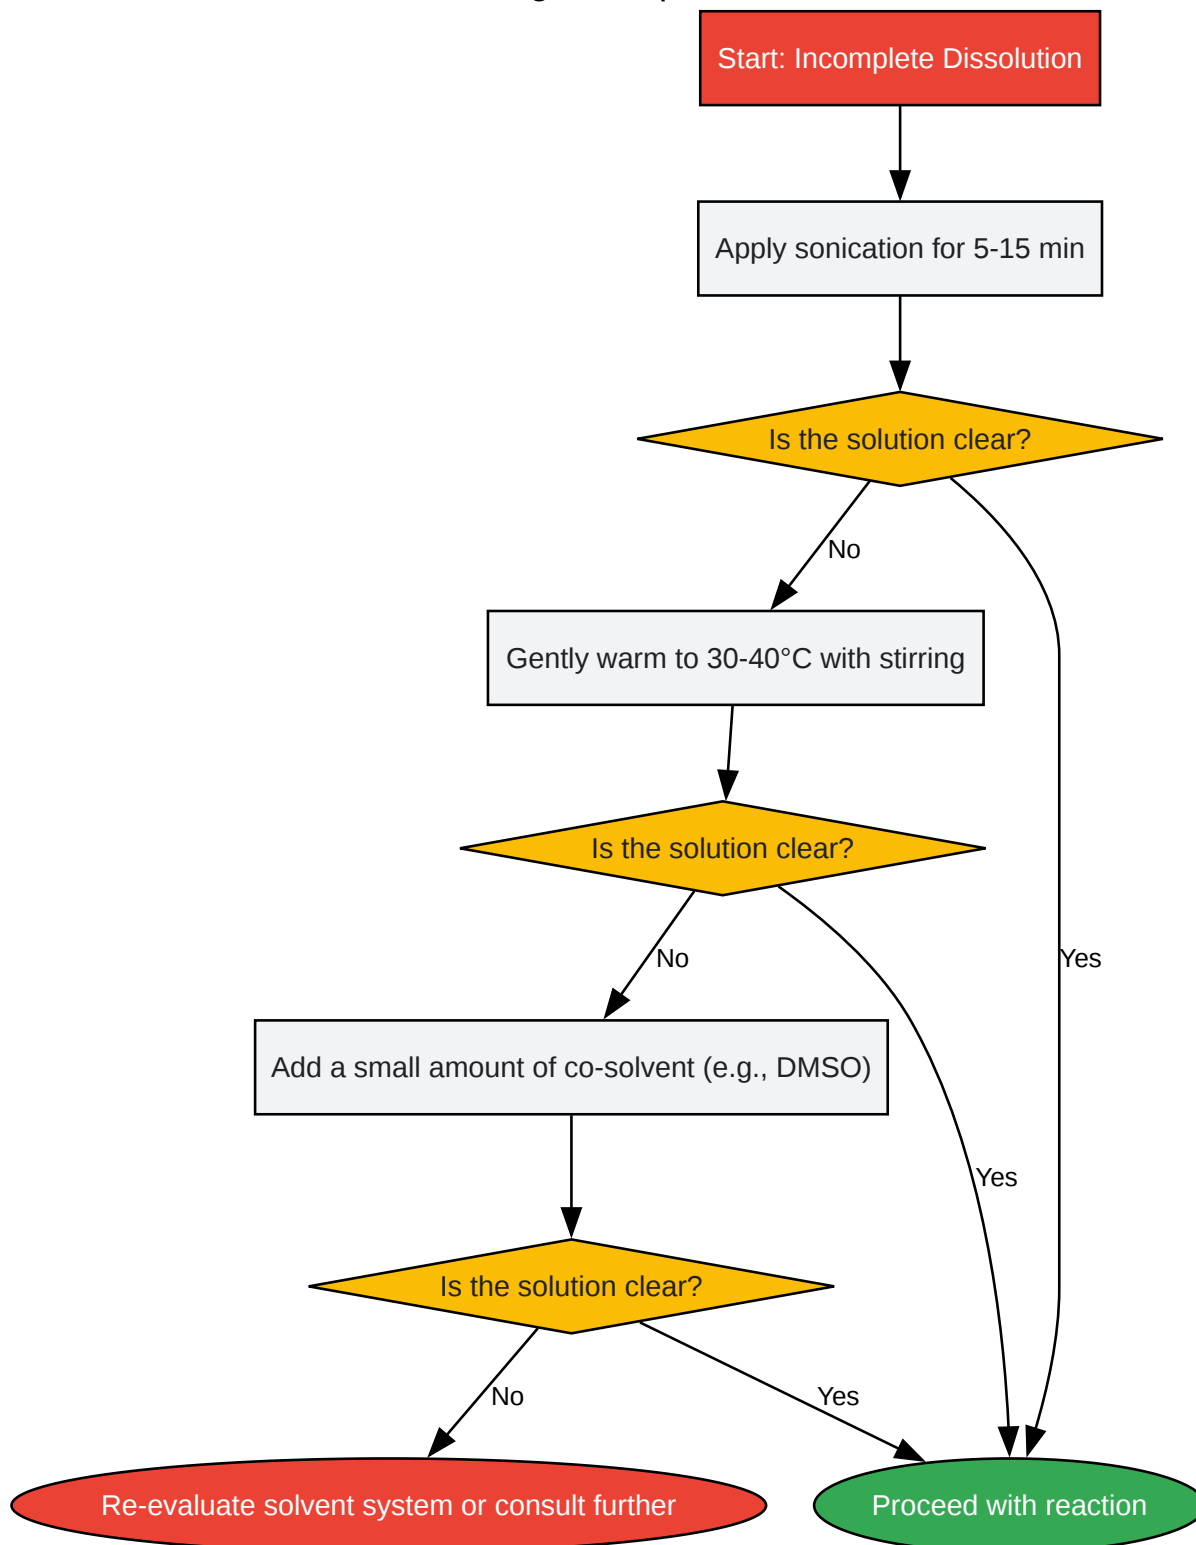 Start: Incomplete Dissolution
Apply sonication for 5-15 min
Is the solution clear?
No
Gently warm to 30-40°C with stirring
Is the solution clear?
No
Yes
Add a small amount of co-solvent (e.g., DMSO)
Yes
Is the solution clear?
No
Yes
Re-evaluate solvent system or consult further
Proceed with reaction